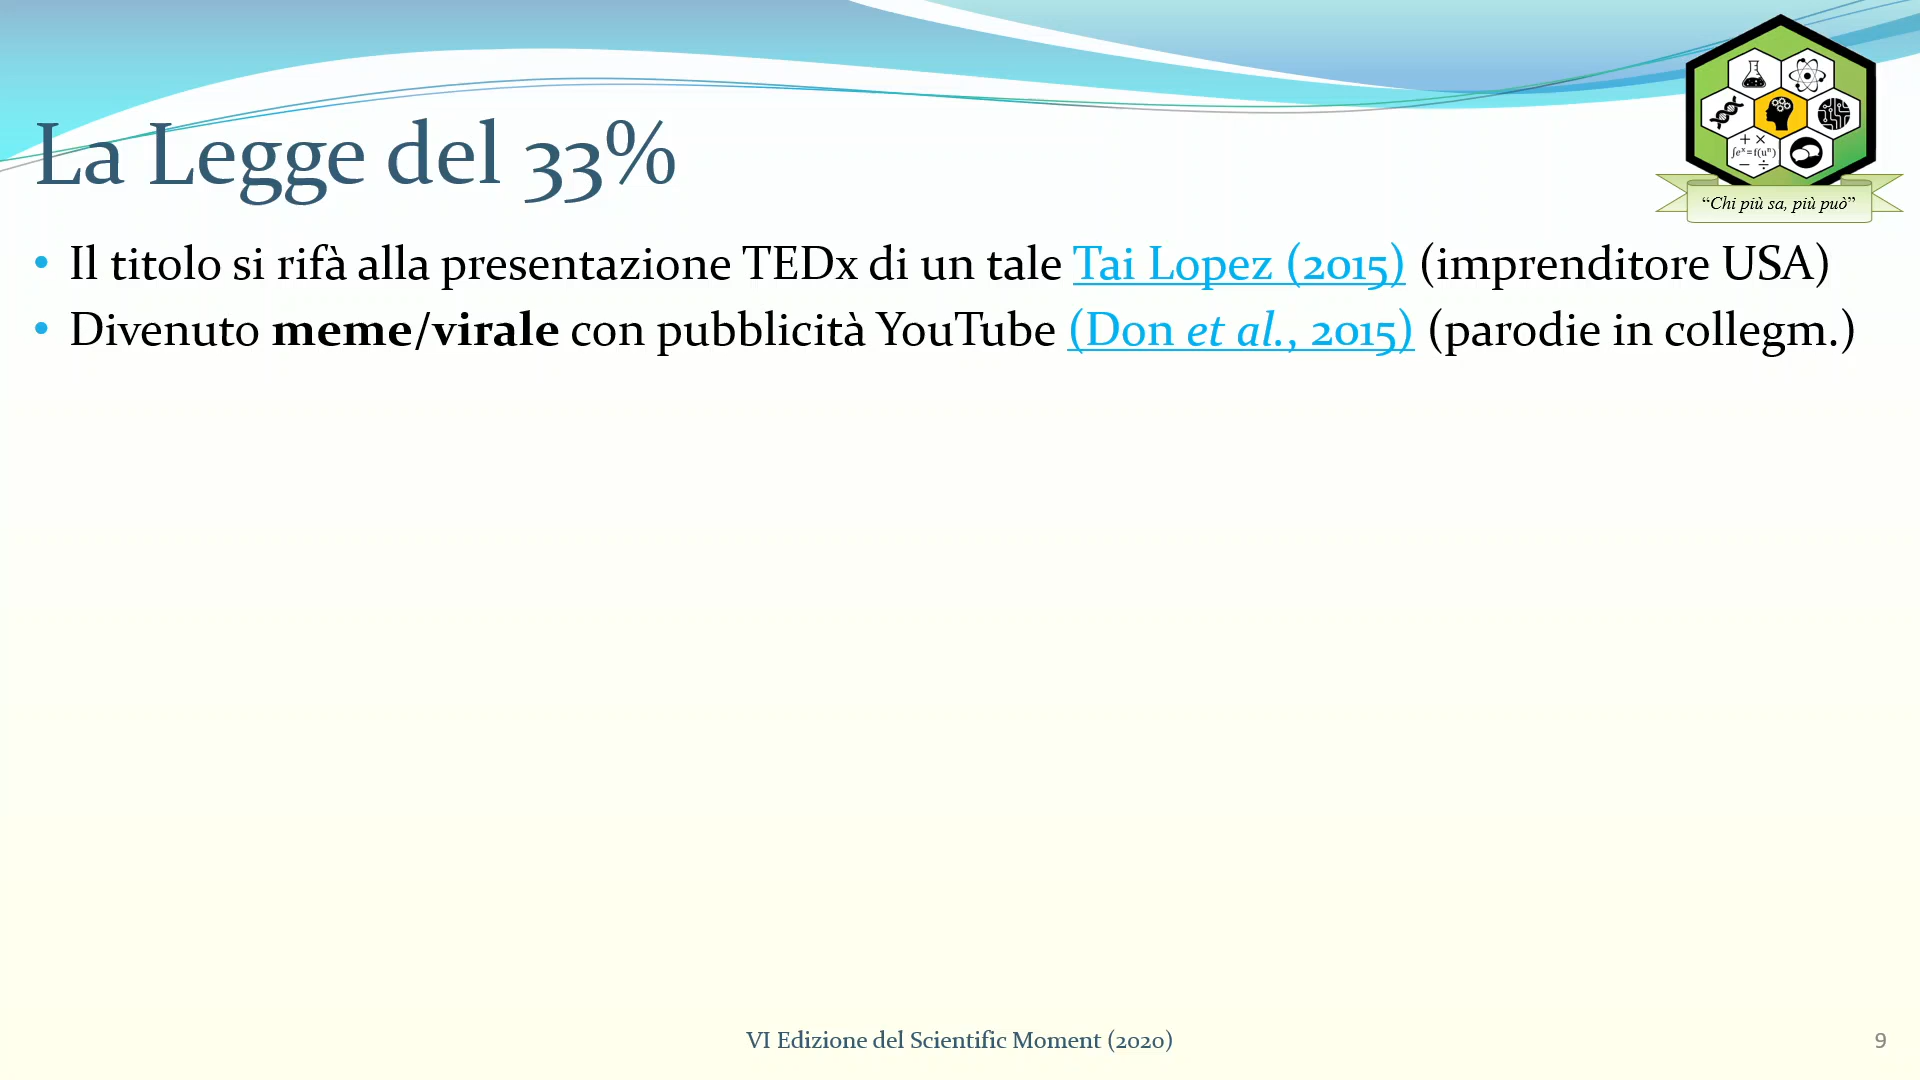 La Legge del 33%
+ ×
∫eˣ=f(uⁿ)
− ÷
“Chi più sa, più può”
• Il titolo si rifà alla presentazione TEDx di un tale Tai Lopez (2015) (imprenditore USA)
• Divenuto meme/virale con pubblicità YouTube (Don et al., 2015) (parodie in collegm.)
VI Edizione del Scientific Moment (2020)
9